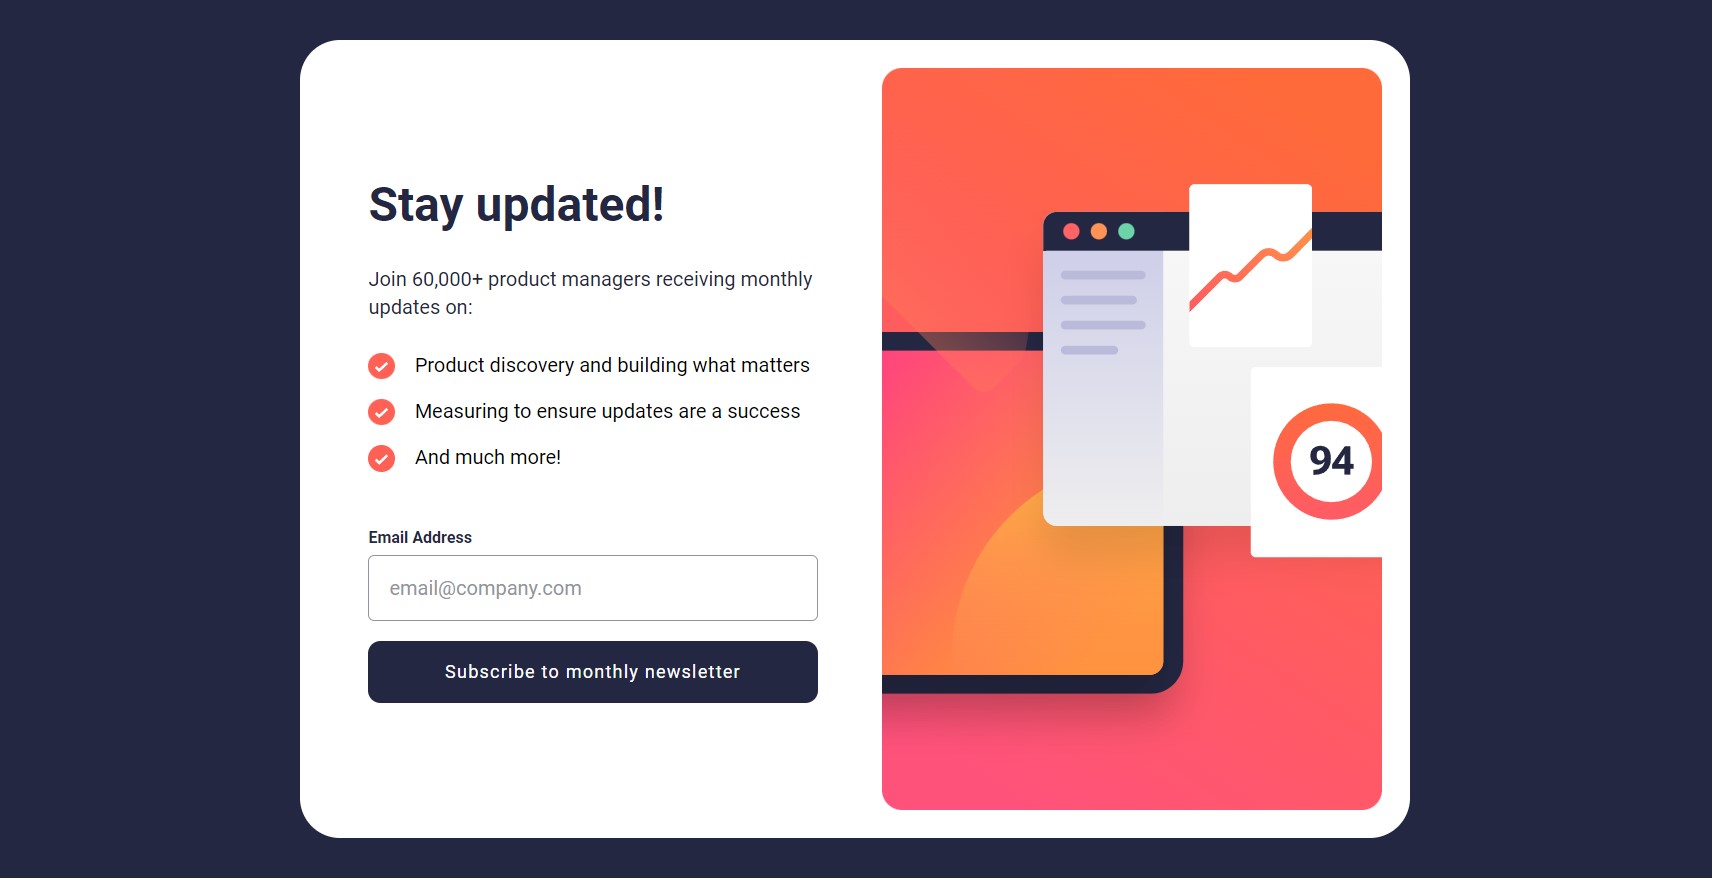 Stay updated!
Join 60,000+ product managers receiving monthly
updates on:
Product discovery and building what matters
Measuring to ensure updates are a success
And much more!
Email Address
email@company.com
Subscribe to monthly newsletter
94